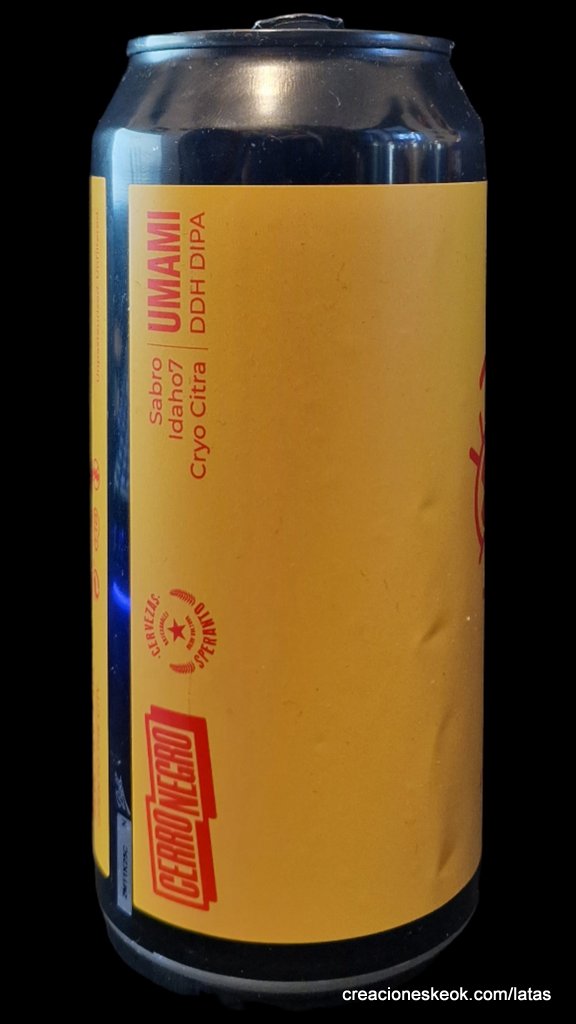 UMAMI
DDH DIPA
Sabro
Idaho7
Cryo Citra
CERVEZAS
SPERANTO
CERRO NEGRO
creacioneskeok.com/latas